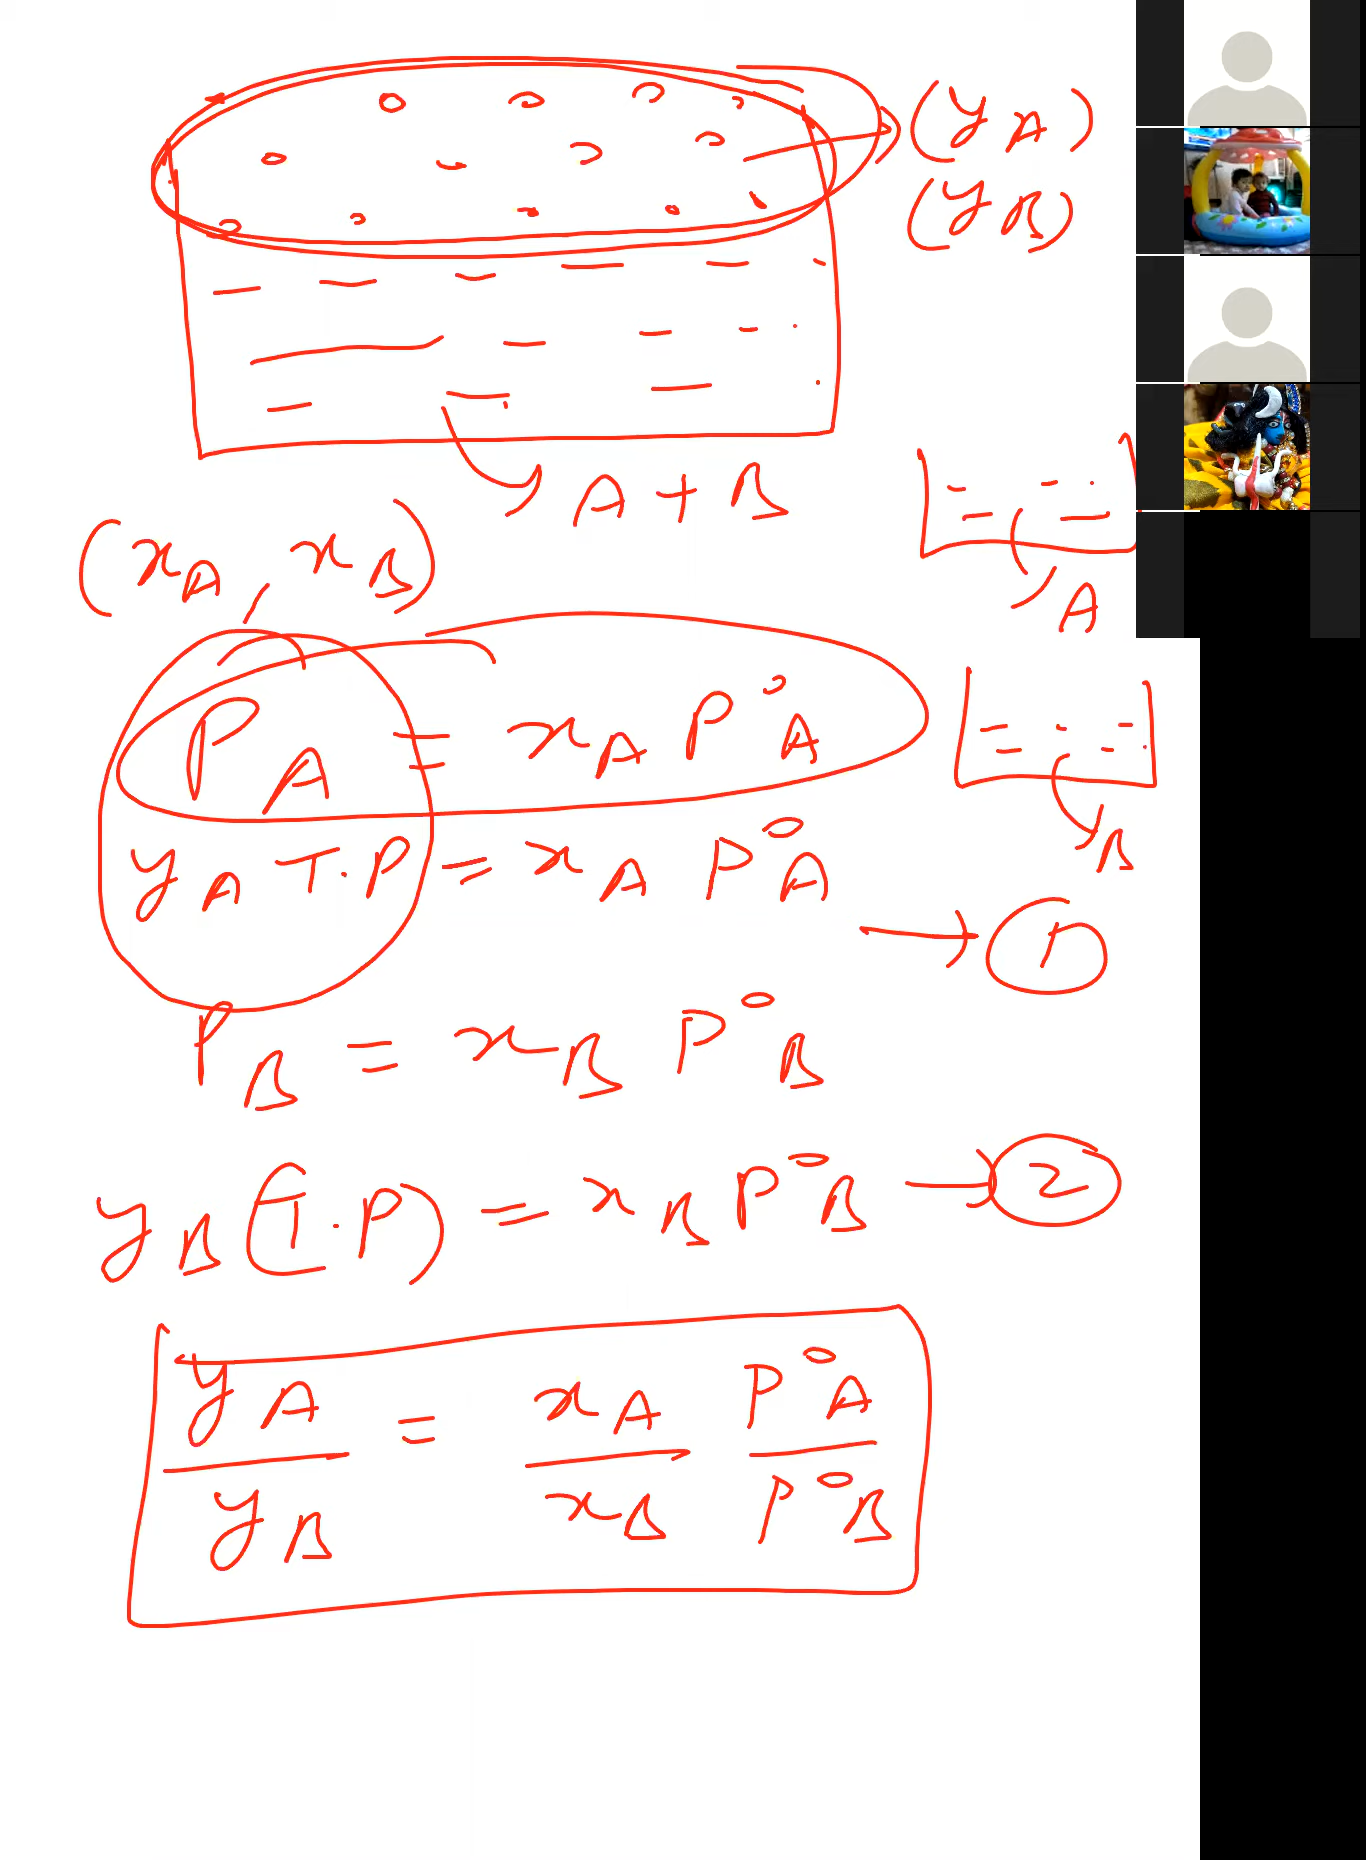 (yA)
(yB)
A + B
(xA, xB)
A
PA = xA P°A
B
yA T.P = xA P°A
→ 1
PB = xB P°B
yB (T.P) = xB P°B → 2
yA / yB = xA / xB P°A / P°B